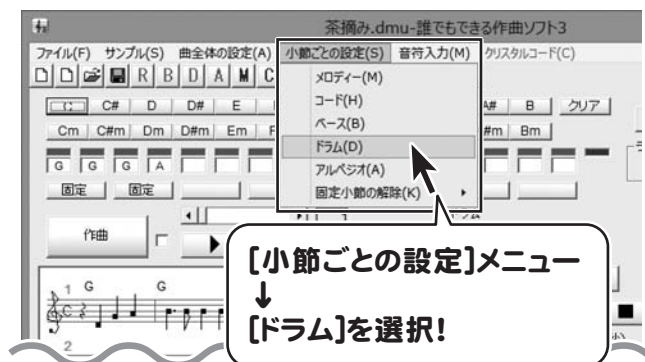 茶摘み.dmu-誰でもできる作曲ソフト3
ファイル(F) サンプル(S) 曲全体の設定(A) 小節ごとの設定(S) 音符入力(M) クリスタルコード(C)
R B D A M C
メロディー(M)
コード(H)
ベース(B)
ドラム(D)
アルペジオ(A)
固定小節の解除(K)
C C# D D# E A# B クリア
Cm C#m Dm D#m Em F #m Bm
G G G A
固定 固定
作曲
[小節ごとの設定]メニュー
↓
[ドラム]を選択!
1 G G
2